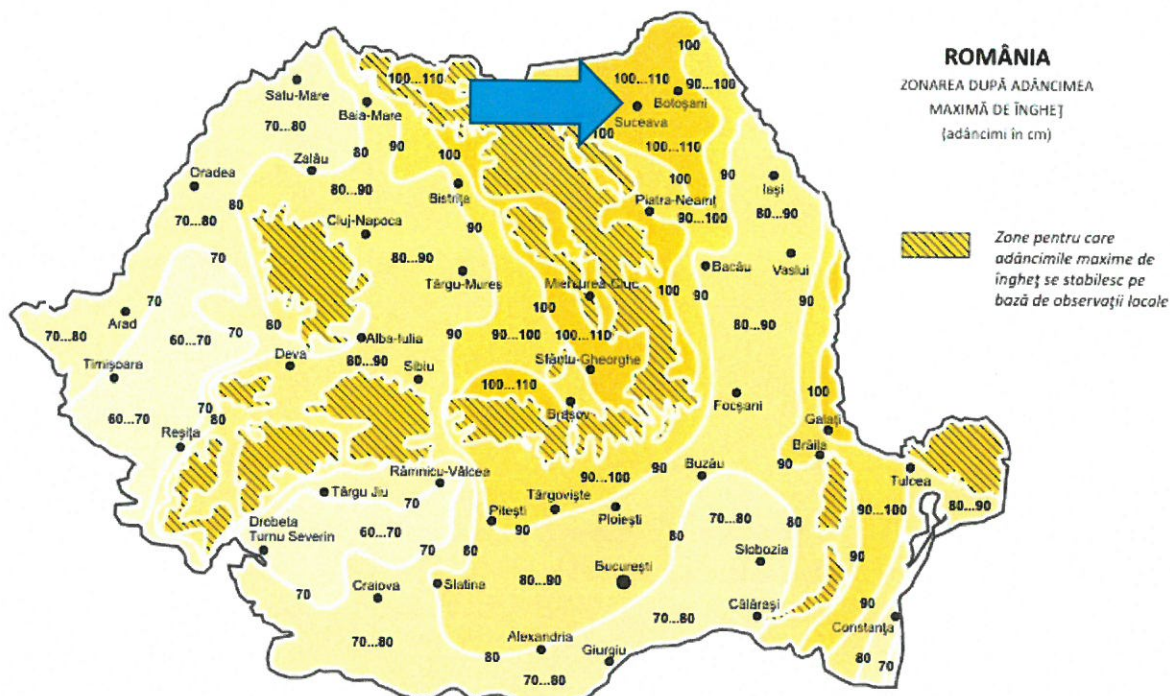 ROMÂNIA
ZONAREA DUPĂ ADÂNCIMEA
MAXIMĂ DE ÎNGHEȚ
(adâncimi în cm)
Zone pentru care
adâncimile maxime de
îngheț se stabilesc pe
bază de observații locale
100
100...110
100...110
90...100
Satu-Mare
Botoșani
Baia-Mare
Suceava
70...80
100
80
90
100...110
Zalău
100
90
Oradea
80...90
Bistrița
100
Iași
80
Piatra-Neamț
70...80
Cluj-Napoca
90
90...100
80...90
70
80...90
Bacău
Vaslui
Târgu-Mureș
Miercurea-Ciuc
100
90
90
70
100
Arad
70
80
90
90...100
100...110
80...90
70...80
60...70
Alba-Iulia
Timișoara
Deva
80...90
Sibiu
Sfântu-Gheorghe
100...110
Focșani
100
60...70
70
Brașov
Reșița
80
Galați
Brăila
Râmnicu-Vâlcea
90...100
90
Buzău
90
Tulcea
Târgu Jiu
70
Târgoviște
Pitești
Ploiești
70...80
80
90...100
80...90
Drobeta
Turnu Severin
60...70
90
70
80
80
Slobozia
90
București
70
Craiova
Slatina
80...90
Călărași
90
Constanța
70...80
Alexandria
70...80
80
Giurgiu
80
70
70...80